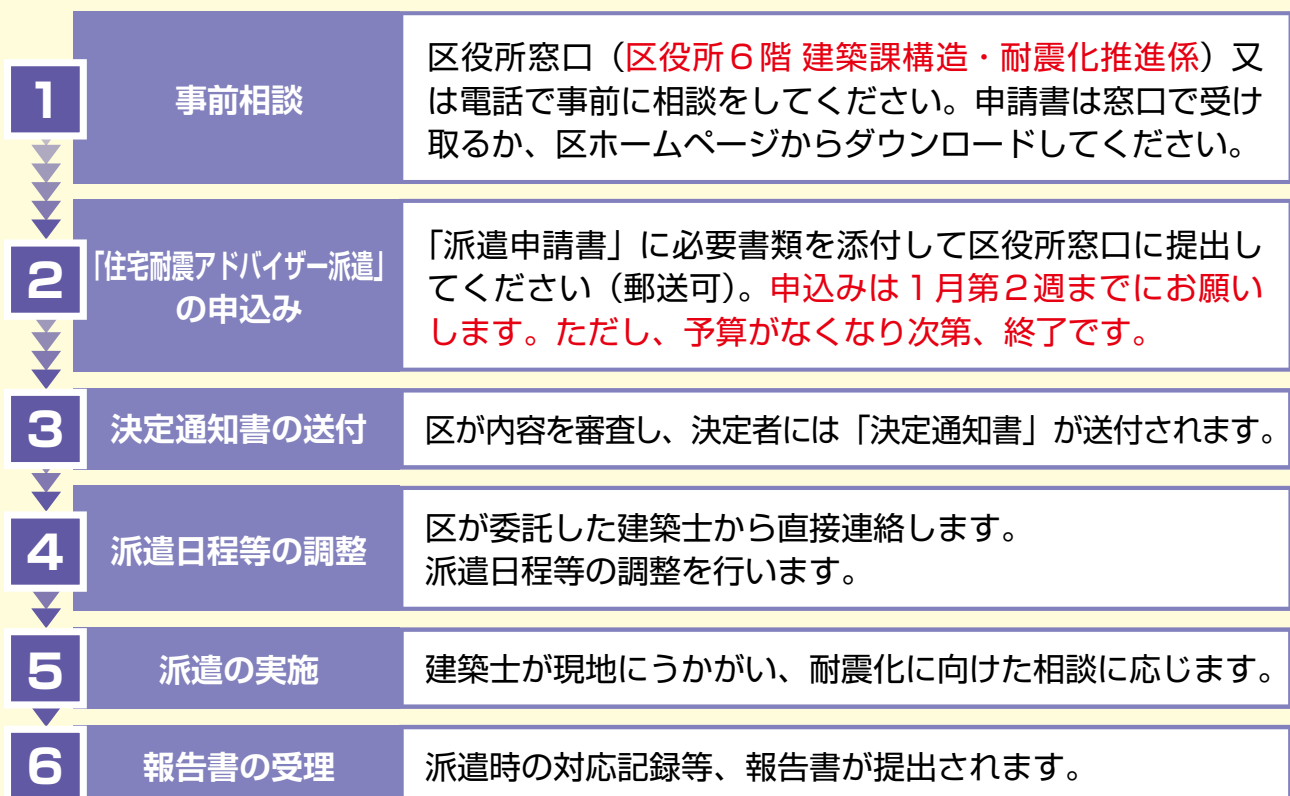 1
事前相談
区役所窓口（区役所６階 建築課構造・耐震化推進係）又
は電話で事前に相談をしてください。申請書は窓口で受け
取るか、区ホームページからダウンロードしてください。
2
「住宅耐震アドバイザー派遣」
の申込み
「派遣申請書」に必要書類を添付して区役所窓口に提出し
てください（郵送可）。申込みは１月第２週までにお願い
します。ただし、予算がなくなり次第、終了です。
3
決定通知書の送付
区が内容を審査し、決定者には「決定通知書」が送付されます。
4
派遣日程等の調整
区が委託した建築士から直接連絡します。
派遣日程等の調整を行います。
5
派遣の実施
建築士が現地にうかがい、耐震化に向けた相談に応じます。
6
報告書の受理
派遣時の対応記録等、報告書が提出されます。